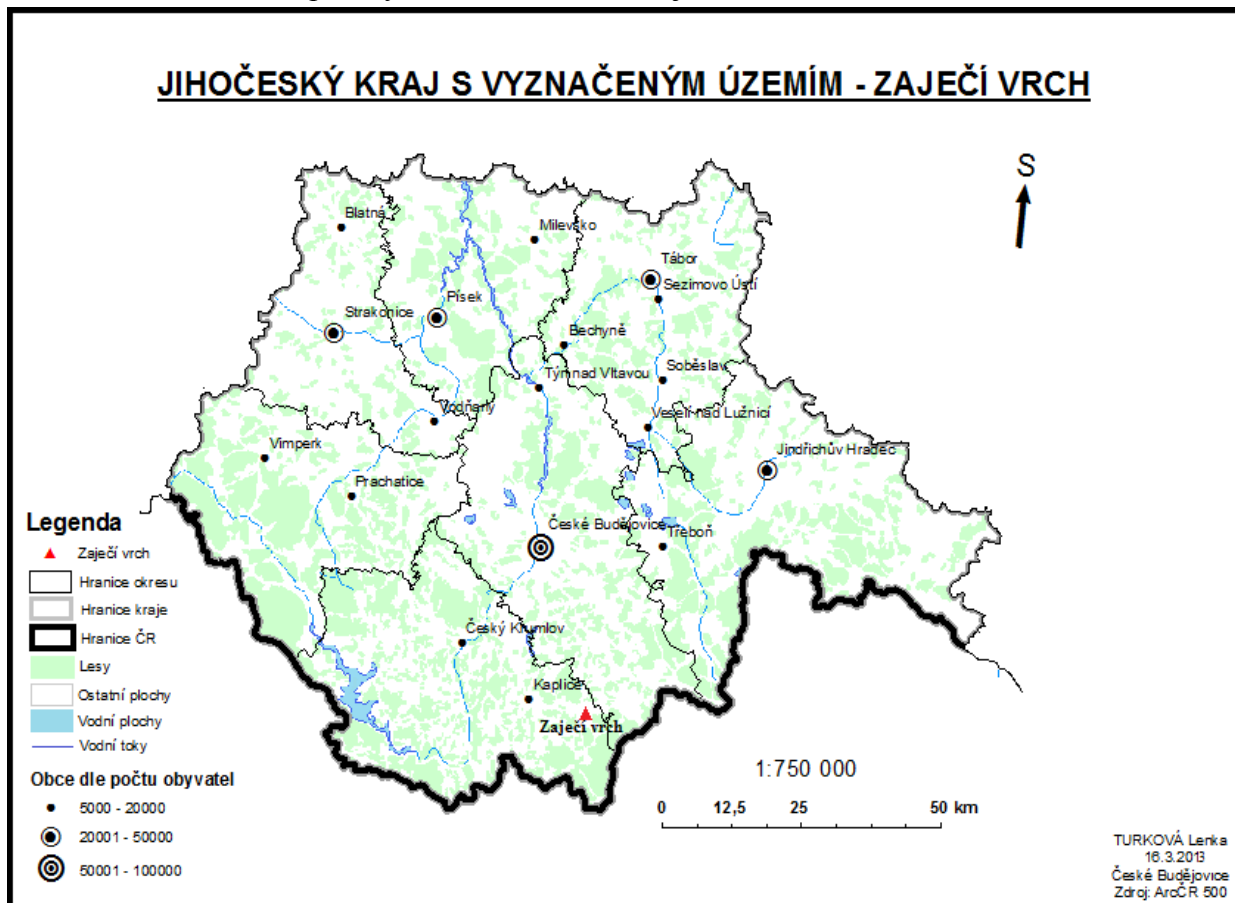 JIHOČESKÝ KRAJ S VYZNAČENÝM ÚZEMÍM - ZAJEČÍ VRCH
S
Blatná
Milevsko
Tábor
Sezimovo Ústí
Písek
Strakonice
Bechyně
Soběslav
Týn nad Vltavou
Vodňany
Veselí nad Lužnicí
Vimperk
Jindřichův Hradec
Prachatice
České Budějovice
Třeboň
Český Krumlov
Kaplice
Zaječí vrch
Legenda
Zaječí vrch
Hranice okresu
Hranice kraje
Hranice ČR
Lesy
Ostatní plochy
Vodní plochy
Vodní toky
Obce dle počtu obyvatel
5000 - 20000
20001 - 50000
50001 - 100000
1:750 000
0 12,5 25 50 km
TURKOVÁ Lenka
16.3.2013
České Budějovice
Zdroj: ArcČR 500